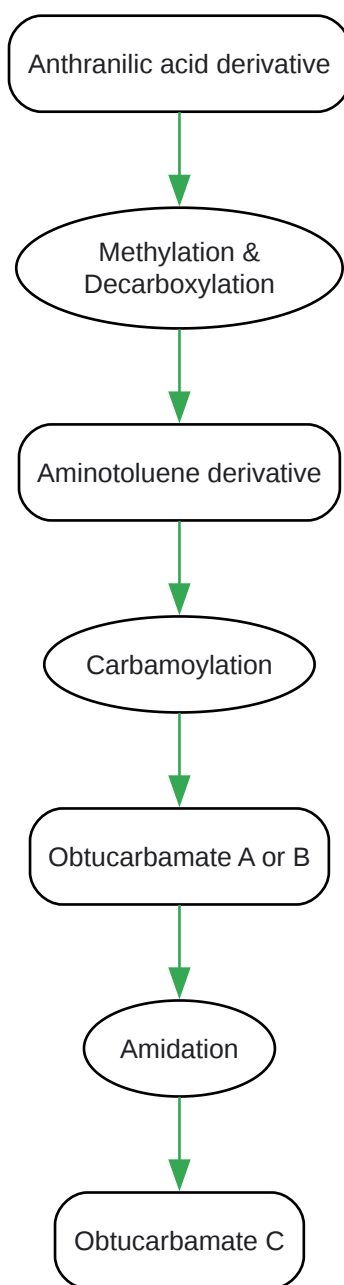 Anthranilic acid derivative
Methylation &
Decarboxylation
Aminotoluene derivative
Carbamoylation
Obtucarbamate A or B
Amidation
Obtucarbamate C